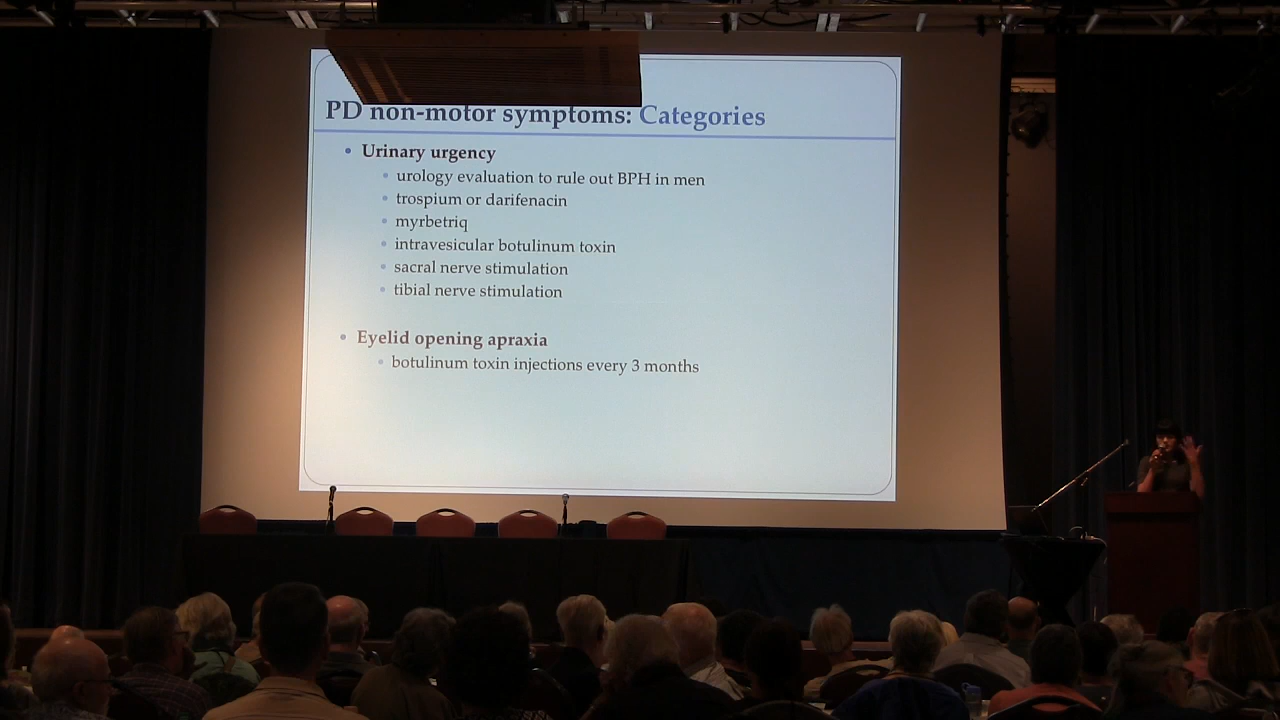 PD non-motor symptoms: Categories
• Urinary urgency
• urology evaluation to rule out BPH in men
• trospium or darifenacin
• myrbetriq
• intravesicular botulinum toxin
• sacral nerve stimulation
• tibial nerve stimulation
• Eyelid opening apraxia
• botulinum toxin injections every 3 months